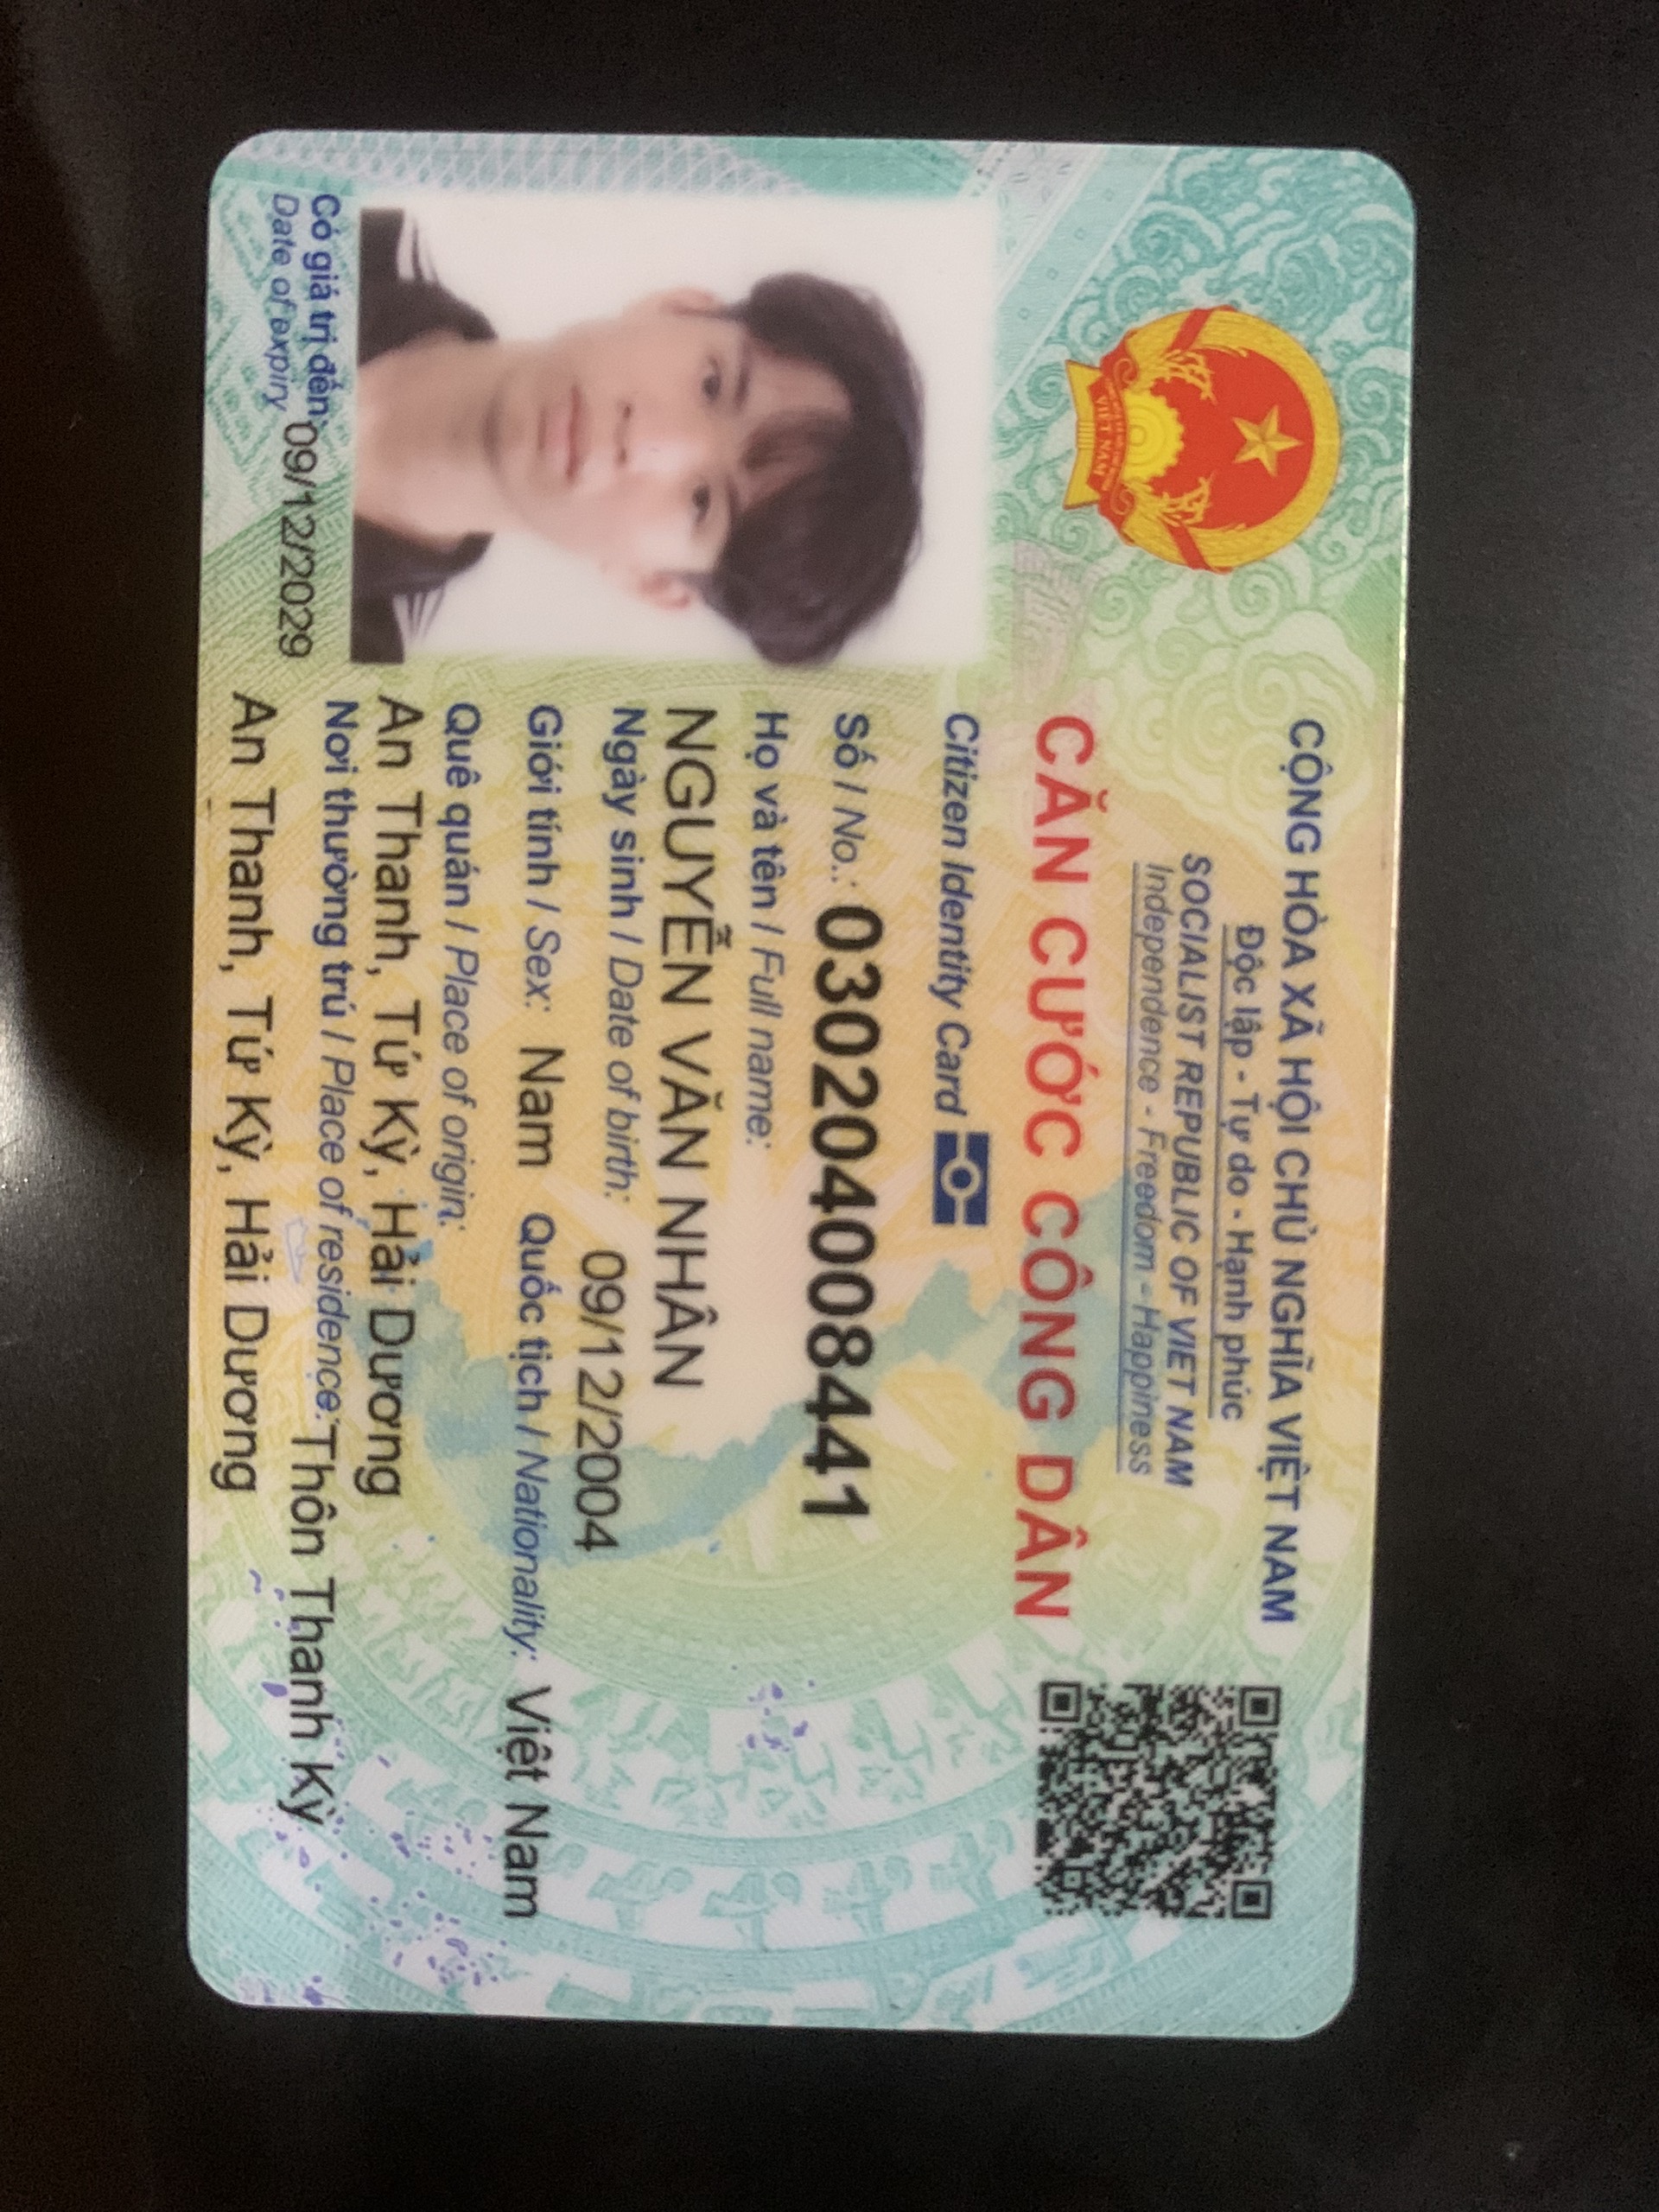 CỘNG HÒA XÃ HỘI CHỦ NGHĨA VIỆT NAM
Độc lập - Tự do - Hạnh phúc
SOCIALIST REPUBLIC OF VIET NAM
Independence - Freedom - Happiness
CĂN CƯỚC CÔNG DÂN
Citizen Identity Card
VIỆT NAM
Số / No.: 030204008441
Họ và tên / Full name:
NGUYỄN VĂN NHÂN
Ngày sinh / Date of birth: 09/12/2004
Giới tính / Sex: Nam Quốc tịch / Nationality: Việt Nam
Quê quán / Place of origin:
An Thanh, Tứ Kỳ, Hải Dương
Nơi thường trú / Place of residence: Thôn Thanh Kỳ
An Thanh, Tứ Kỳ, Hải Dương
Có giá trị đến: 09/12/2029
Date of expiry